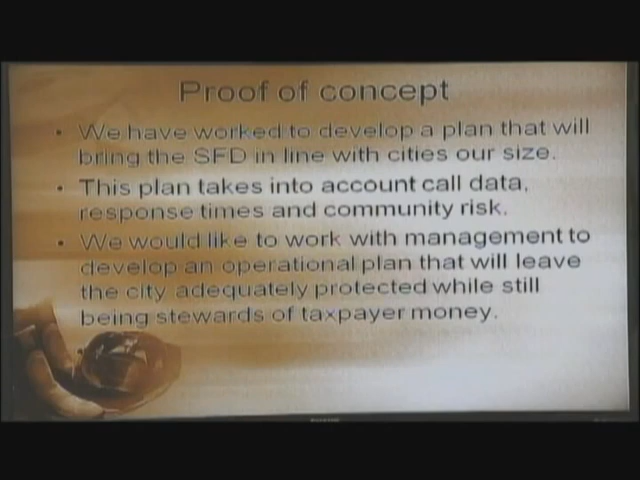 Proof of concept
• We have worked to develop a plan that will
bring the SFD in line with cities our size.
• This plan takes into account call data,
response times and community risk.
• We would like to work with management to
develop an operational plan that will leave
the city adequately protected while still
being stewards of taxpayer money.